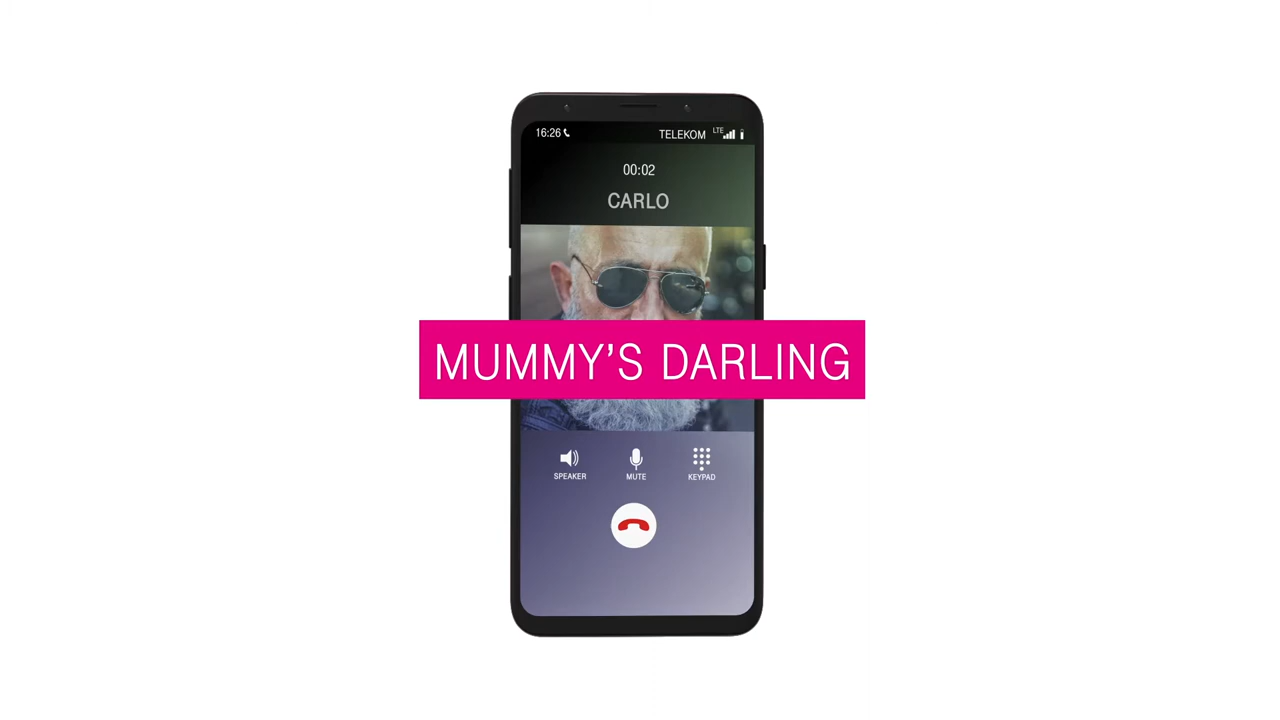 16:26
TELEKOM
LTE
00:02
CARLO
MUMMY’S DARLING
SPEAKER
MUTE
KEYPAD